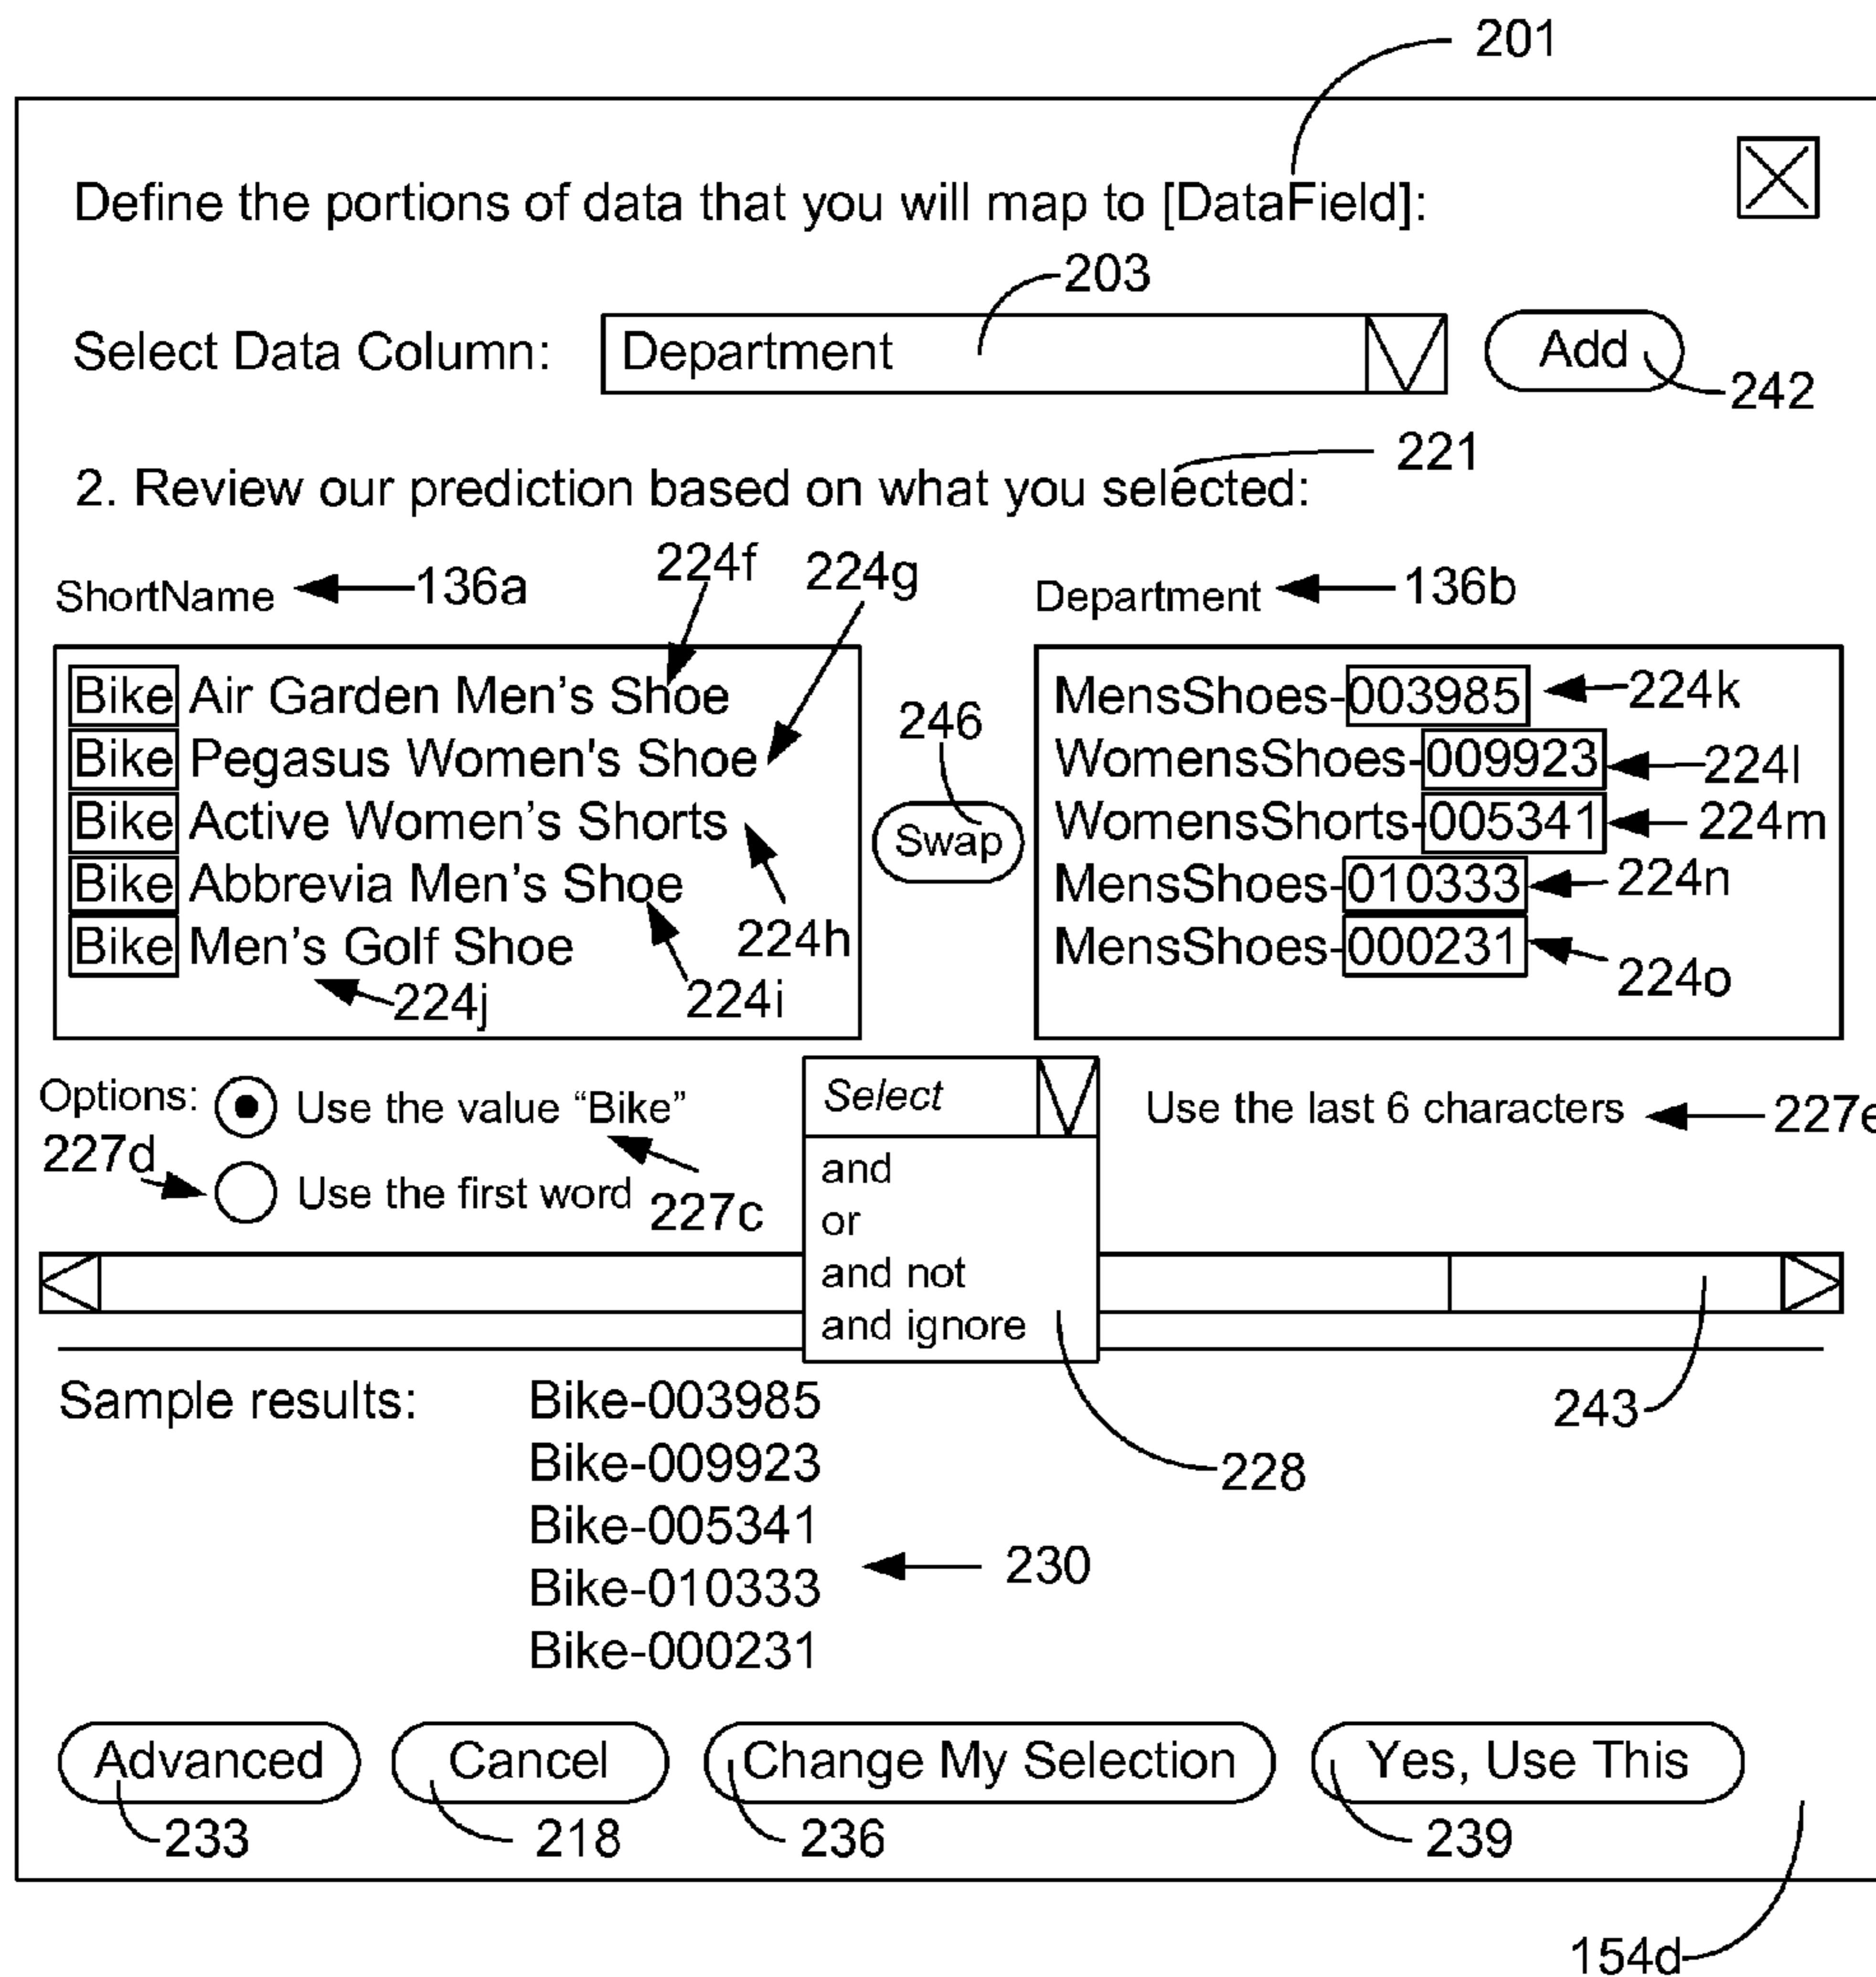 201
Define the portions of data that you will map to [DataField]:
203
Select Data Column: Department Add
242
221
2. Review our prediction based on what you selected:
224f 224g
ShortName 136a Department 136b
Bike Air Garden Men’s Shoe MensShoes-003985 224k
246
Bike Pegasus Women's Shoe WomensShoes-009923 224l
Bike Active Women’s Shorts WomensShorts-005341 224m
Swap
Bike Abbrevia Men’s Shoe MensShoes-010333 224n
Bike Men’s Golf Shoe 224h MensShoes-000231
224j 224i 224o
Options: Use the value “Bike” Select Use the last 6 characters 227e
227d and
Use the first word 227c or
and not
and ignore
Sample results: Bike-003985 243
Bike-009923 228
Bike-005341
230
Bike-010333
Bike-000231
Advanced Cancel Change My Selection Yes, Use This
233 218 236 239
154d